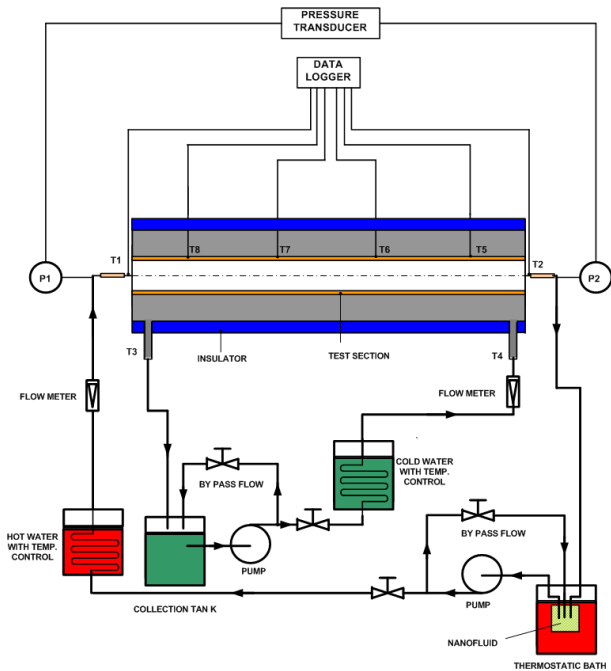 PRESSURE
TRANSDUCER
DATA
LOGGER
T8
T7
T6
T5
T1
T2
P1
P2
T3
INSULATOR
TEST SECTION
T4
FLOW METER
FLOW METER
COLD WATER
WITH TEMP.
CONTROL
BY PASS FLOW
HOT WATER
WITH TEMP.
CONTROL
BY PASS FLOW
PUMP
COLLECTION TAN K
PUMP
NANOFLUID
THERMOSTATIC BATH